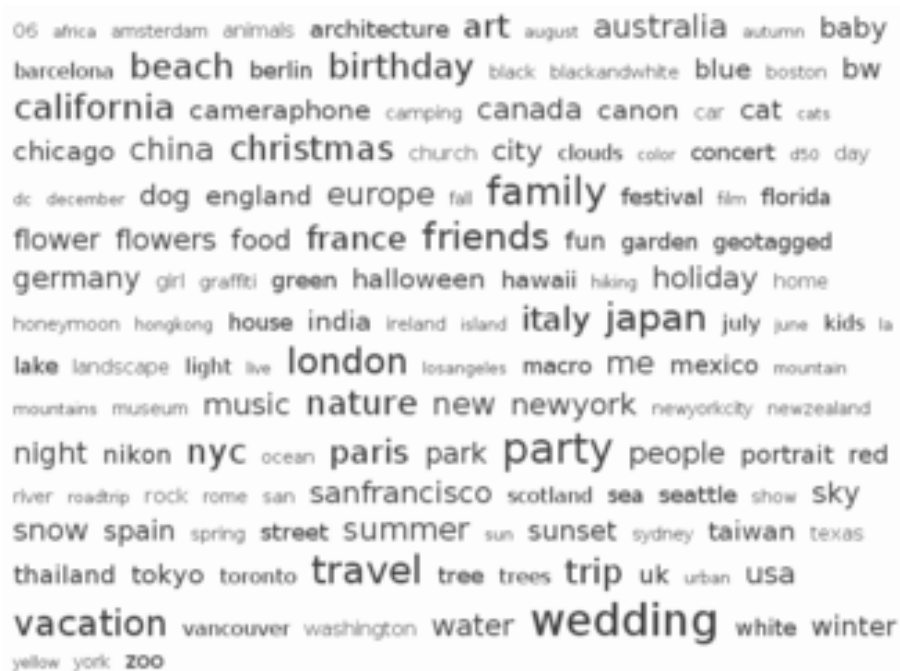 06 africa amsterdam animals architecture art august australia autumn baby
barcelona beach berlin birthday black blackandwhite blue boston bw
california cameraphone camping canada canon car cat cats
chicago china christmas church city clouds color concert d50 day
dc december dog england europe fall family festival film florida
flower flowers food france friends fun garden geotagged
germany girl graffiti green halloween hawaii hiking holiday home
honeymoon hongkong house india ireland island italy japan july june kids la
lake landscape light live london losangeles macro me mexico mountain
mountains museum music nature new newyork newyorkcity newzealand
night nikon nyc ocean paris park party people portrait red
river roadtrip rock rome san sanfrancisco scotland sea seattle show sky
snow spain spring street summer sun sunset sydney taiwan texas
thailand tokyo toronto travel tree trees trip uk urban usa
vacation vancouver washington water wedding white winter
yellow york zoo